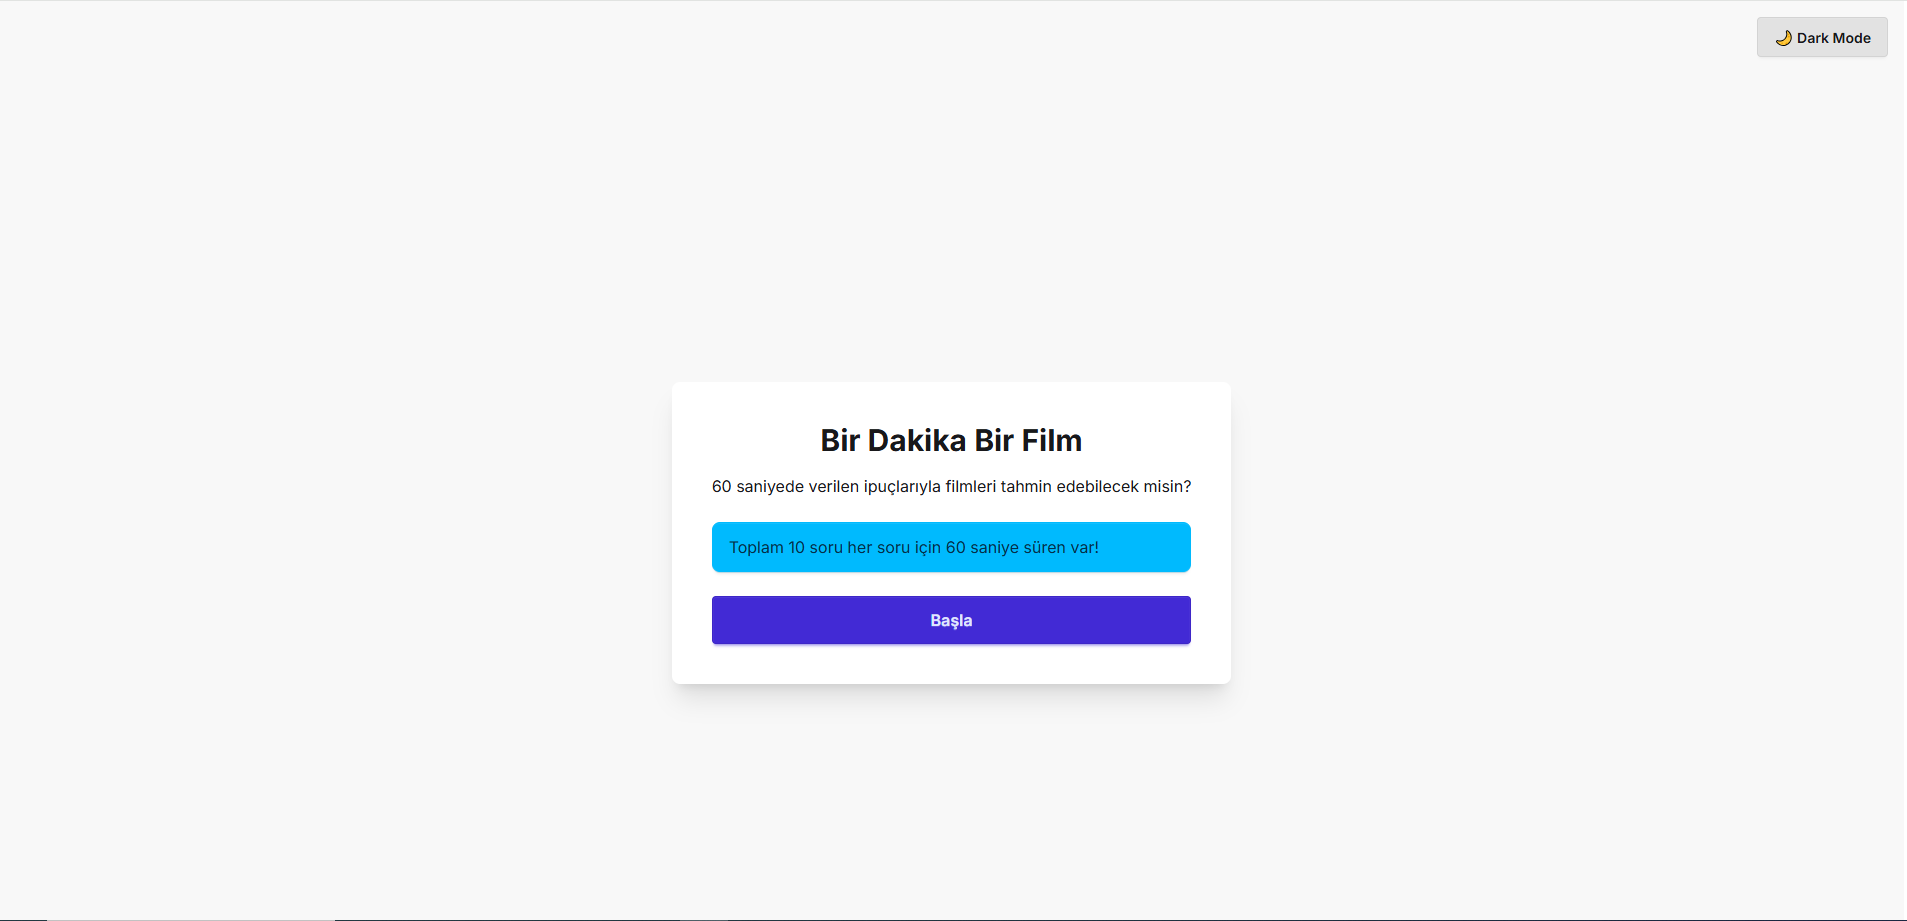 🌙 Dark Mode
Bir Dakika Bir Film
60 saniyede verilen ipuçlarıyla filmleri tahmin edebilecek misin?
Toplam 10 soru her soru için 60 saniye süren var!
Başla